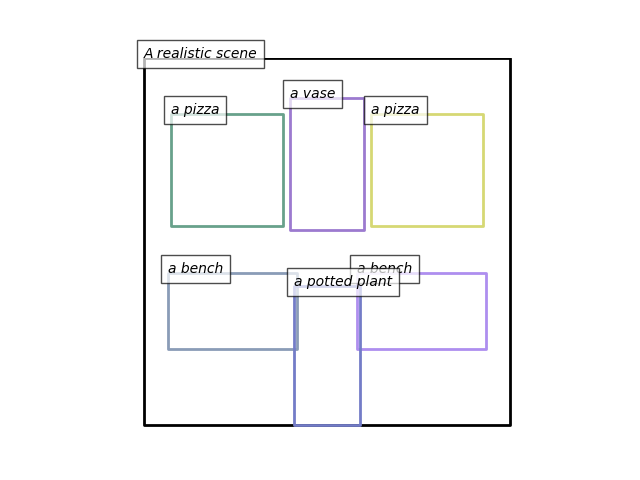 A realistic scene
a vase
a pizza
a pizza
a bench
a bench
a potted plant